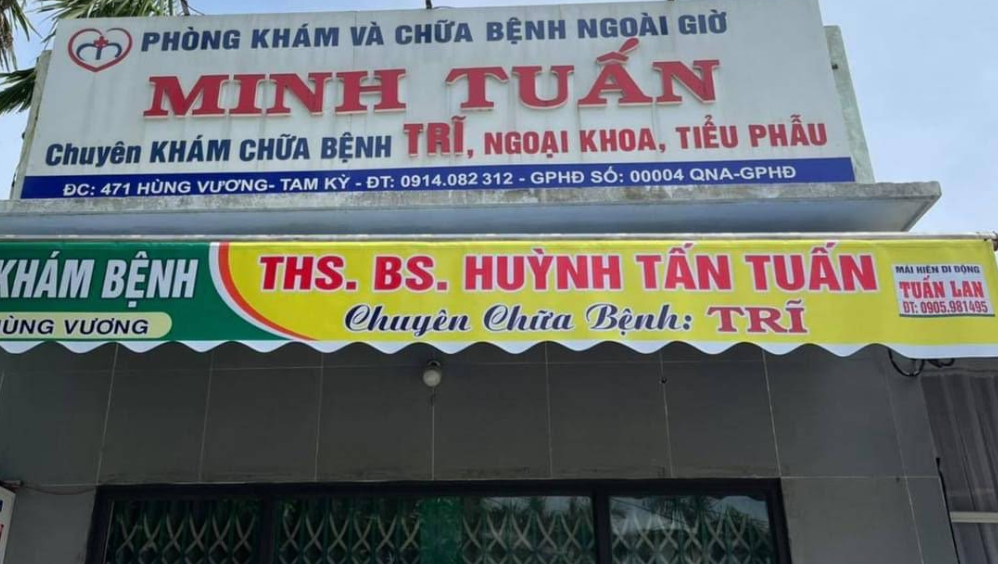 PHÒNG KHÁM VÀ CHỮA BỆNH NGOÀI GIỜ
MINH TUẤN
Chuyên KHÁM CHỮA BỆNH TRĨ, NGOẠI KHOA, TIỂU PHẪU
ĐC: 471 HÙNG VƯƠNG- TAM KỲ - ĐT: 0914.082 312 - GPHĐ SỐ: 00004 QNA-GPHĐ
KHÁM BỆNH
HÙNG VƯƠNG
THS. BS. HUỲNH TẤN TUẤN
Chuyên Chữa Bệnh: TRĨ
MÁI HIÊN DI ĐỘNG
TUẤN LAN
ĐT: 0905.981495